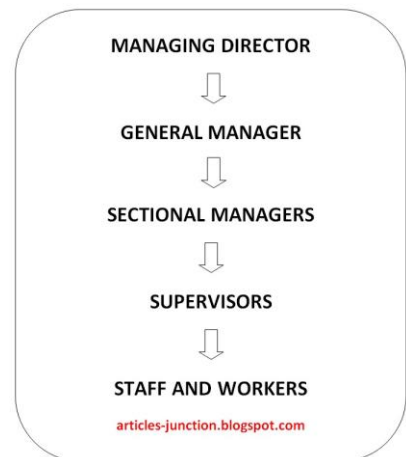 MANAGING DIRECTOR
GENERAL MANAGER
SECTIONAL MANAGERS
SUPERVISORS
STAFF AND WORKERS
articles-junction.blogspot.com